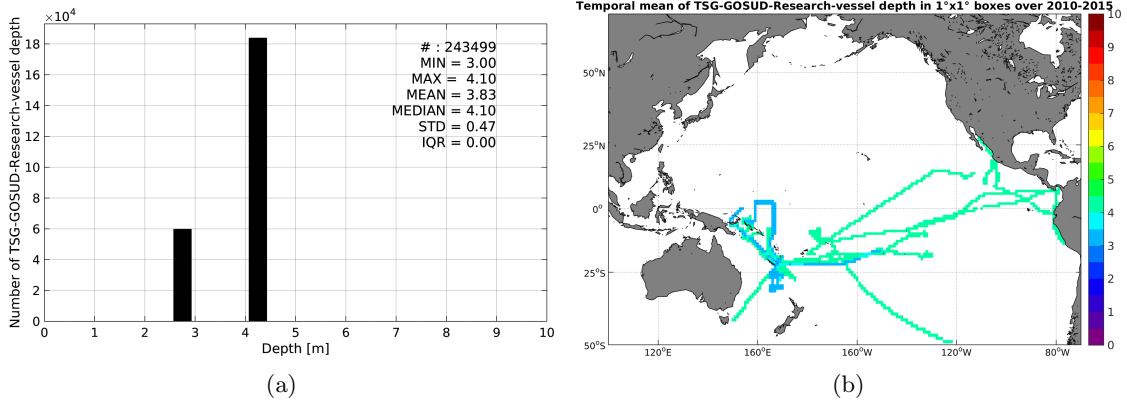 ×10⁴
Number of TSG-GOSUD-Research-vessel depth
18
16
14
12
10
8
6
4
2
0
# : 243499
MIN = 3.00
MAX = 4.10
MEAN = 3.83
MEDIAN = 4.10
STD = 0.47
IQR = 0.00
0 1 2 3 4 5 6 7 8 9 10
Depth [m]
(a)
Temporal mean of TSG-GOSUD-Research-vessel depth in 1°x1° boxes over 2010-2015
50°N
25°N
0°
25°S
50°S
120°E 160°E 160°W 120°W 80°W
10
9
8
7
6
5
4
3
2
1
0
(b)